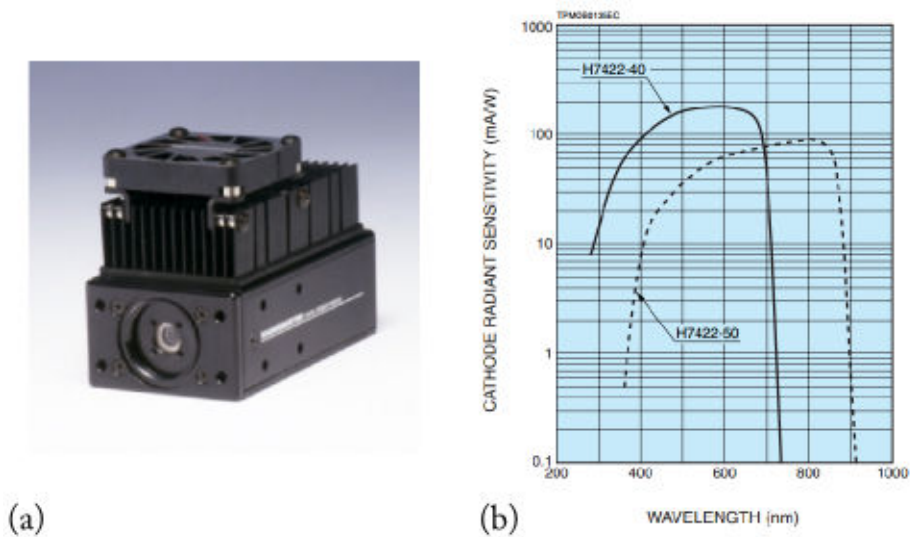 TPMOB0135EC
1000
H7422-40
100
10
H7422-50
1
0.1
200
400
600
800
1000
CATHODE RADIANT SENSITIVITY (mA/W)
WAVELENGTH (nm)
(a)
(b)